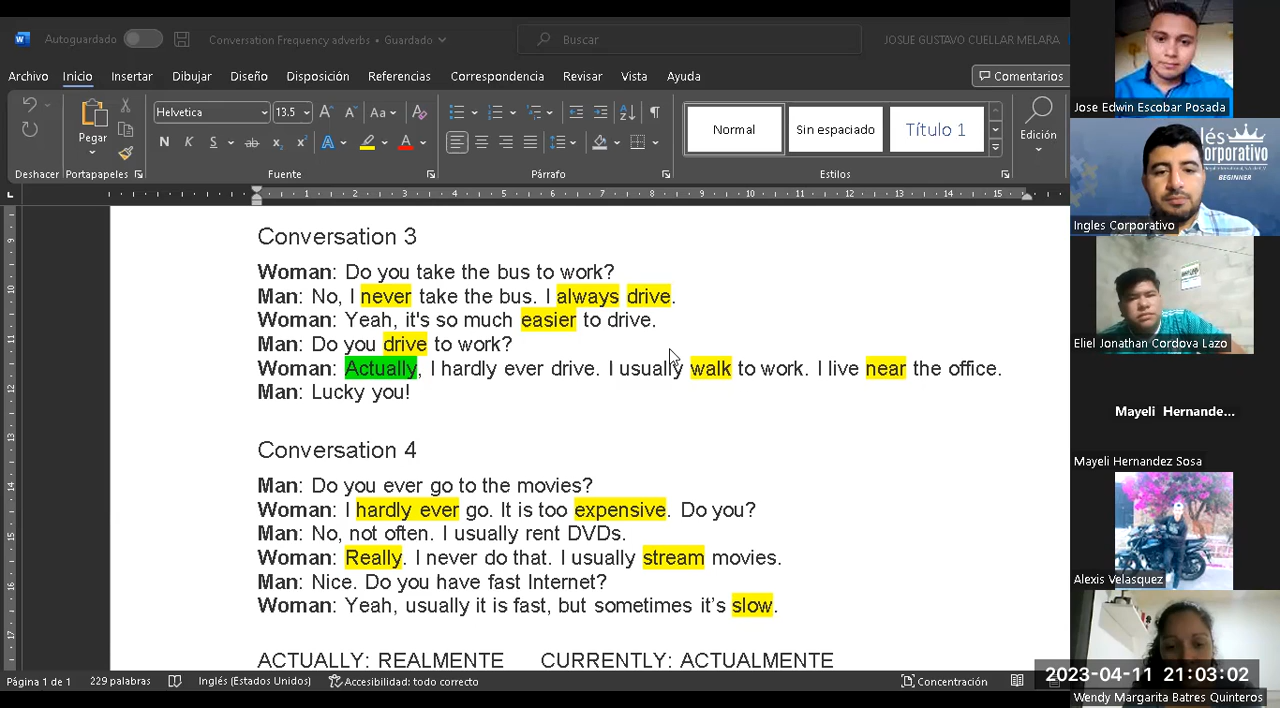 Autoguardado
Conversation Frequency adverbs • Guardado
Buscar
JOSUE GUSTAVO CUELLAR MELARA
Archivo Inicio Insertar Dibujar Diseño Disposición Referencias Correspondencia Revisar Vista Ayuda
Comentarios
Pegar
Helvetica 13.5
Normal
Sin espaciado
Título 1
Edición
Deshacer Portapapeles Fuente Párrafo Estilos
Conversation 3
Woman: Do you take the bus to work?
Man: No, I never take the bus. I always drive.
Woman: Yeah, it's so much easier to drive.
Man: Do you drive to work?
Woman: Actually, I hardly ever drive. I usually walk to work. I live near the office.
Man: Lucky you!
Conversation 4
Man: Do you ever go to the movies?
Woman: I hardly ever go. It is too expensive. Do you?
Man: No, not often. I usually rent DVDs.
Woman: Really. I never do that. I usually stream movies.
Man: Nice. Do you have fast Internet?
Woman: Yeah, usually it is fast, but sometimes it’s slow.
ACTUALLY: REALMENTE CURRENTLY: ACTUALMENTE
Página 1 de 1 229 palabras Inglés (Estados Unidos) Accesibilidad: todo correcto Concentración
Jose Edwin Escobar Posada
lés
orporativo
BEGINNER
Ingles Corporativo
Eliel Jonathan Cordova Lazo
Mayeli Hernande...
Mayeli Hernandez Sosa
Alexis Velasquez
2023-04-11 21:03:02
Wendy Margarita Batres Quinteros